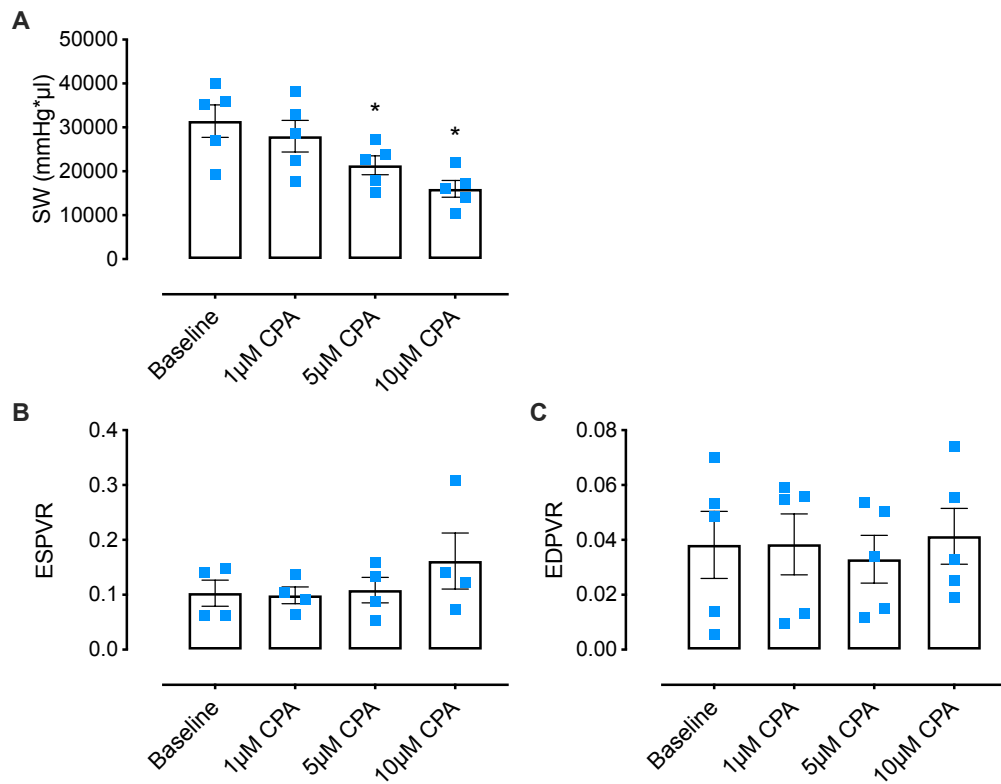 A
SW (mmHg*µl)
50000
40000
30000
20000
10000
0
*
*
Baseline
1µM CPA
5µM CPA
10µM CPA
B
ESPVR
0.4
0.3
0.2
0.1
0.0
Baseline
1µM CPA
5µM CPA
10µM CPA
C
EDPVR
0.08
0.06
0.04
0.02
0.00
Baseline
1µM CPA
5µM CPA
10µM CPA